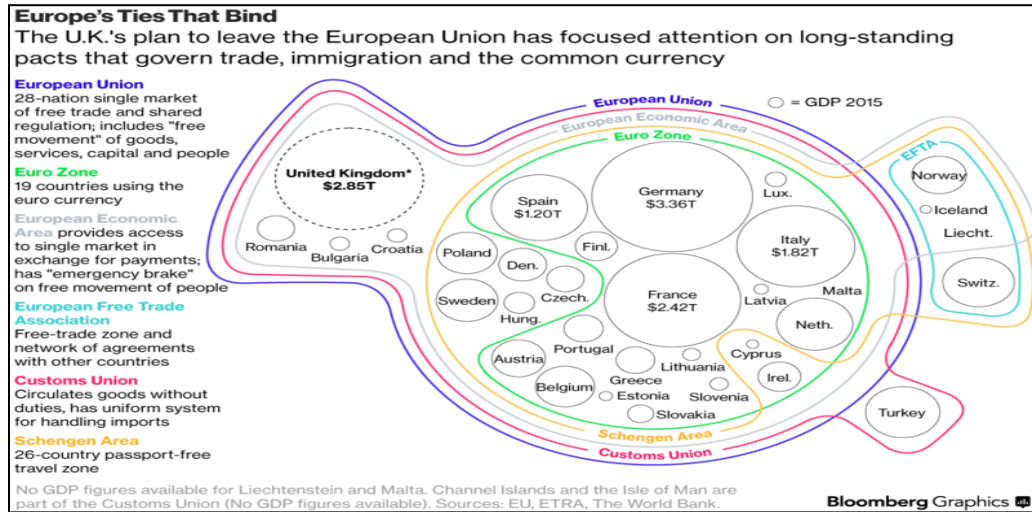 Europe's Ties That Bind
The U.K.'s plan to leave the European Union has focused attention on long-standing
pacts that govern trade, immigration and the common currency
European Union
28-nation single market
of free trade and shared
regulation; includes "free
movement" of goods,
services, capital and people
Euro Zone
19 countries using the
euro currency
European Economic
Area provides access
to single market in
exchange for payments;
has "emergency brake"
on free movement of people
European Free Trade
Association
Free-trade zone and
network of agreements
with other countries
Customs Union
Circulates goods without
duties, has uniform system
for handling imports
Schengen Area
26-country passport-free
travel zone
European Union
European Economic Area
Euro Zone
= GDP 2015
United Kingdom*
$2.85T
Romania
Bulgaria
Croatia
Spain
$1.20T
Germany
$3.36T
Lux.
Italy
$1.82T
Finl.
Poland
Den.
Sweden
Czech.
Hung.
France
$2.42T
Latvia
Malta
Neth.
Portugal
Austria
Belgium
Greece
Estonia
Slovakia
Lithuania
Slovenia
Cyprus
Irel.
EFTA
Norway
Iceland
Liecht.
Switz.
Turkey
Schengen Area
Customs Union
No GDP figures available for Liechtenstein and Malta. Channel Islands and the Isle of Man are
part of the Customs Union (No GDP figures available). Sources: EU, ETRA, The World Bank.
Bloomberg Graphics